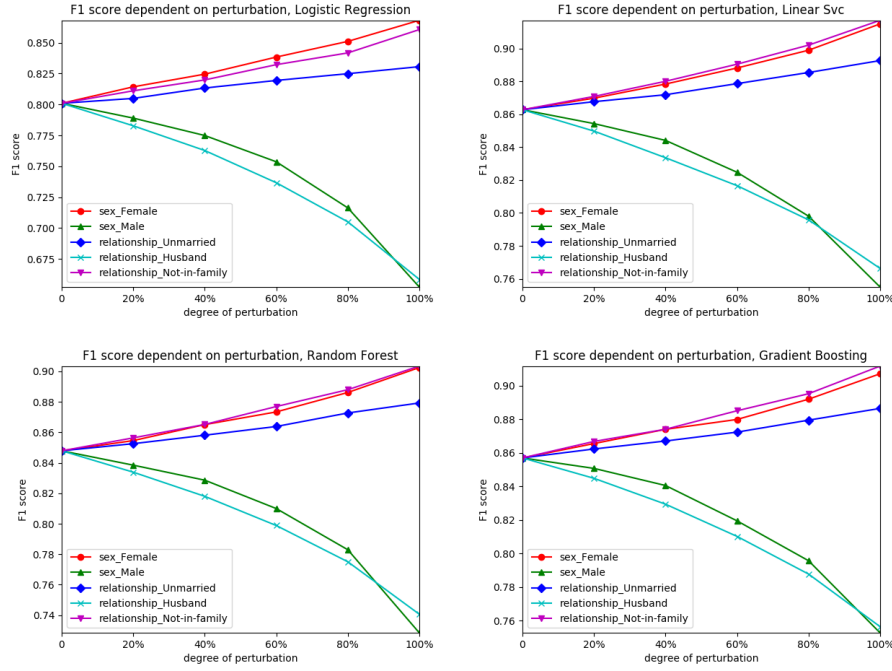 F1 score dependent on perturbation, Logistic Regression
F1 score
0.850
0.825
0.800
0.775
0.750
0.725
0.700
0.675
sex_Female
sex_Male
relationship_Unmarried
relationship_Husband
relationship_Not-in-family
0 20% 40% 60% 80% 100%
degree of perturbation
F1 score dependent on perturbation, Linear Svc
F1 score
0.90
0.88
0.86
0.84
0.82
0.80
0.78
0.76
sex_Female
sex_Male
relationship_Unmarried
relationship_Husband
relationship_Not-in-family
0 20% 40% 60% 80% 100%
degree of perturbation
F1 score dependent on perturbation, Random Forest
F1 score
0.90
0.88
0.86
0.84
0.82
0.80
0.78
0.76
0.74
sex_Female
sex_Male
relationship_Unmarried
relationship_Husband
relationship_Not-in-family
0 20% 40% 60% 80% 100%
degree of perturbation
F1 score dependent on perturbation, Gradient Boosting
F1 score
0.90
0.88
0.86
0.84
0.82
0.80
0.78
0.76
sex_Female
sex_Male
relationship_Unmarried
relationship_Husband
relationship_Not-in-family
0 20% 40% 60% 80% 100%
degree of perturbation